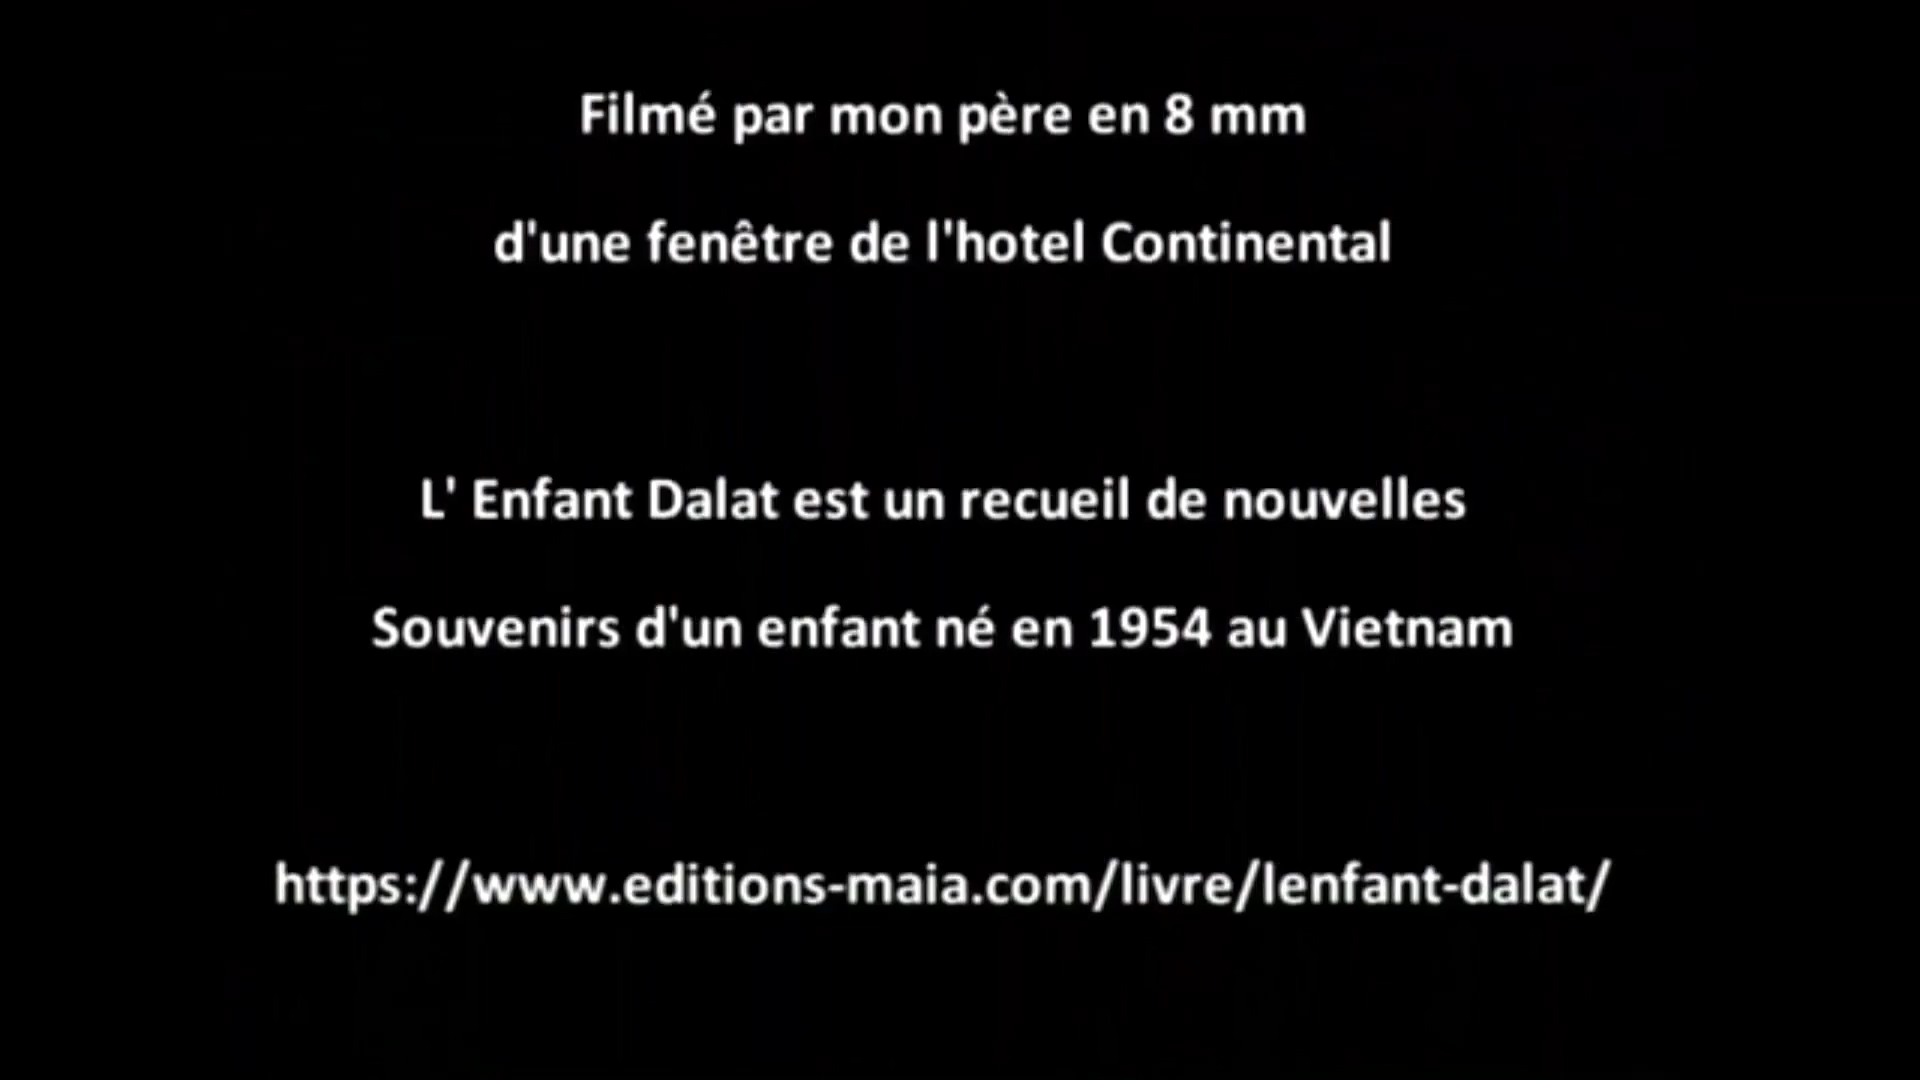 Filmé par mon père en 8 mm
d'une fenêtre de l'hotel Continental
L' Enfant Dalat est un recueil de nouvelles
Souvenirs d'un enfant né en 1954 au Vietnam
https://www.editions-maia.com/livre/lenfant-dalat/